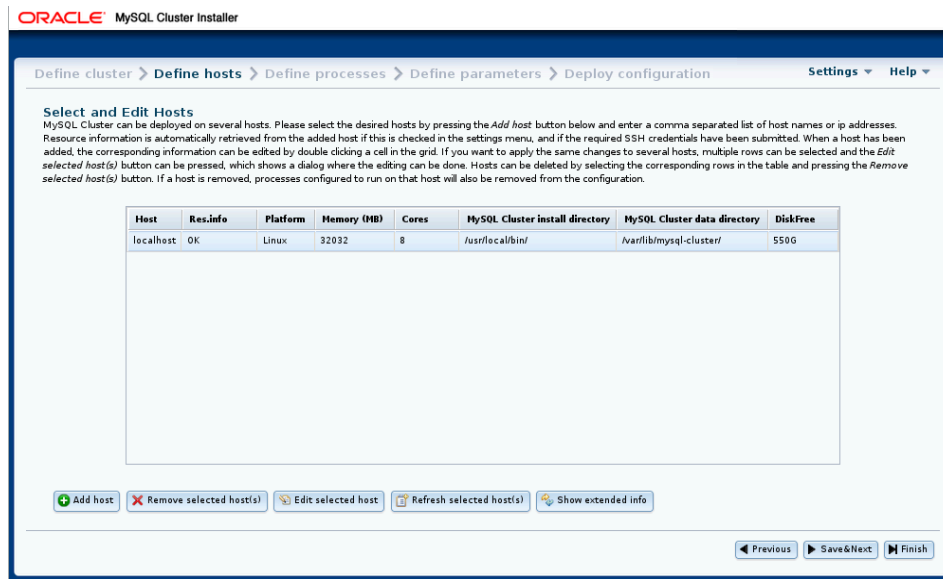 ORACLE® MySQL Cluster Installer
Define cluster > Define hosts > Define processes > Define parameters > Deploy configuration
Settings Help
Select and Edit Hosts
MySQL Cluster can be deployed on several hosts. Please select the desired hosts by pressing the Add host button below and enter a comma separated list of host names or ip addresses.
Resource information is automatically retrieved from the added host if this is checked in the settings menu, and if the required SSH credentials have been submitted. When a host has been
added, the corresponding information can be edited by double clicking a cell in the grid. If you want to apply the same changes to several hosts, multiple rows can be selected and the Edit
selected host(s) button can be pressed, which shows a dialog where the editing can be done. Hosts can be deleted by selecting the corresponding rows in the table and pressing the Remove
selected host(s) button. If a host is removed, processes configured to run on that host will also be removed from the configuration.
Host Res.info Platform Memory (MB) Cores MySQL Cluster install directory MySQL Cluster data directory DiskFree
localhost OK Linux 32032 8 /usr/local/bin/ /var/lib/mysql-cluster/ 550G
Add host Remove selected host(s) Edit selected host Refresh selected host(s) Show extended info
Previous Save&Next Finish